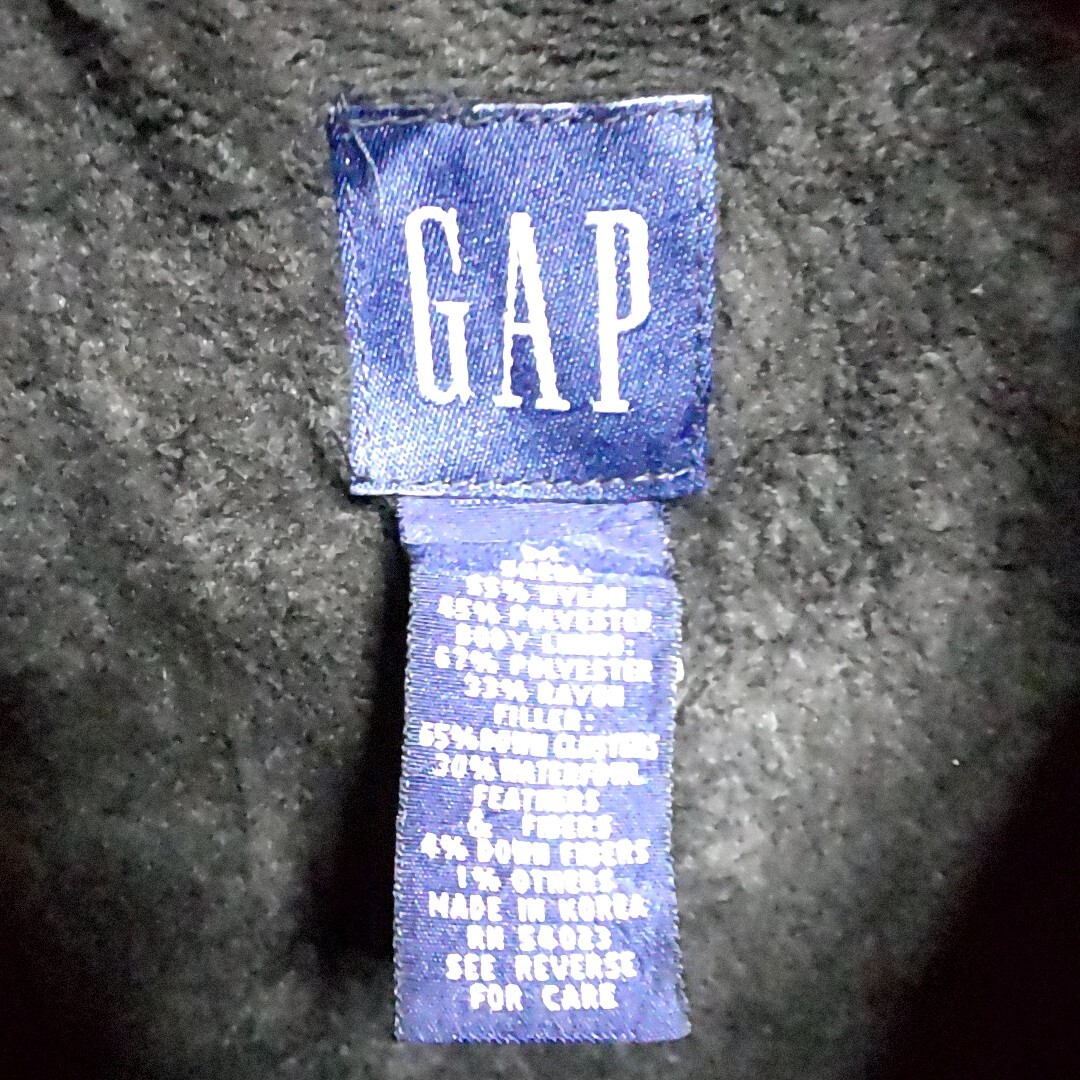 GAP
M
SHELL:
55% NYLON
45% POLYESTER
BODY LINING:
67% POLYESTER
33% RAYON
FILLER:
65% DOWN CLUSTERS
30% WATERFOWL
FEATHERS
& FIBERS
4% DOWN FIBERS
1% OTHERS
MADE IN KOREA
RN 54023
SEE REVERSE
FOR CARE